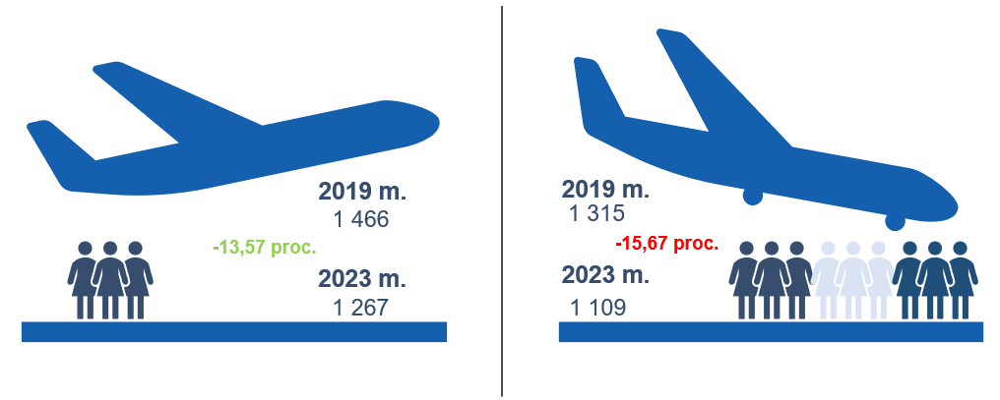 2019 m.
1 466
-13,57 proc.
2023 m.
1 267
2019 m.
1 315
-15,67 proc.
2023 m.
1 109